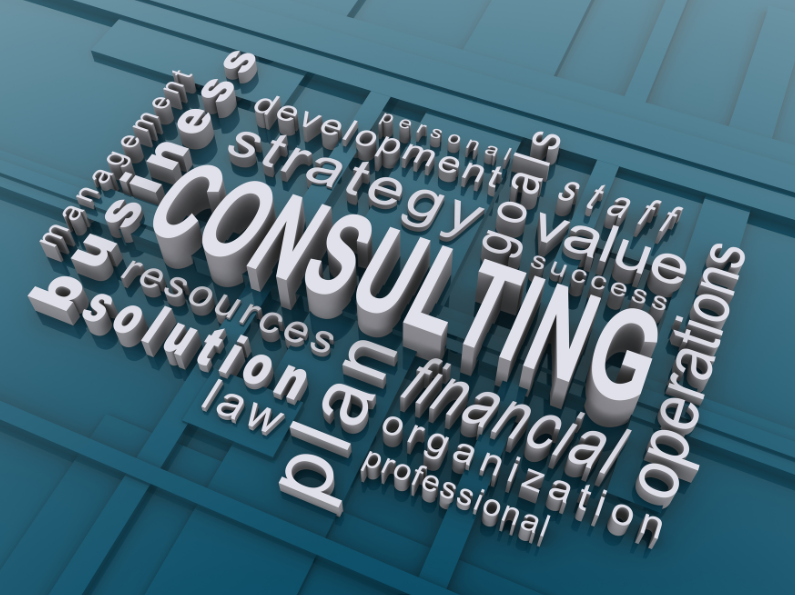 management
business
development
personal
strategy
goals
staff
value
success
CONSULTING
resources
solution
law
plan
financial
organization
professional
operations